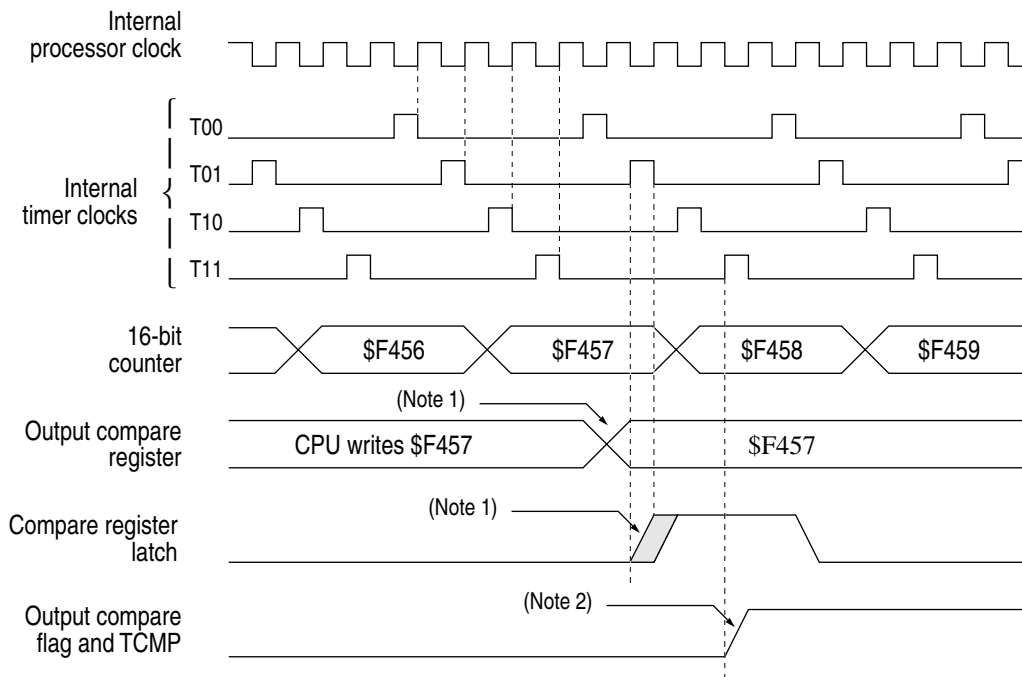 Internal
processor clock
Internal
timer clocks
T00
T01
T10
T11
16-bit
counter
$F456
$F457
$F458
$F459
(Note 1)
Output compare
register
CPU writes $F457
$F457
(Note 1)
Compare register
latch
(Note 2)
Output compare
flag and TCMP